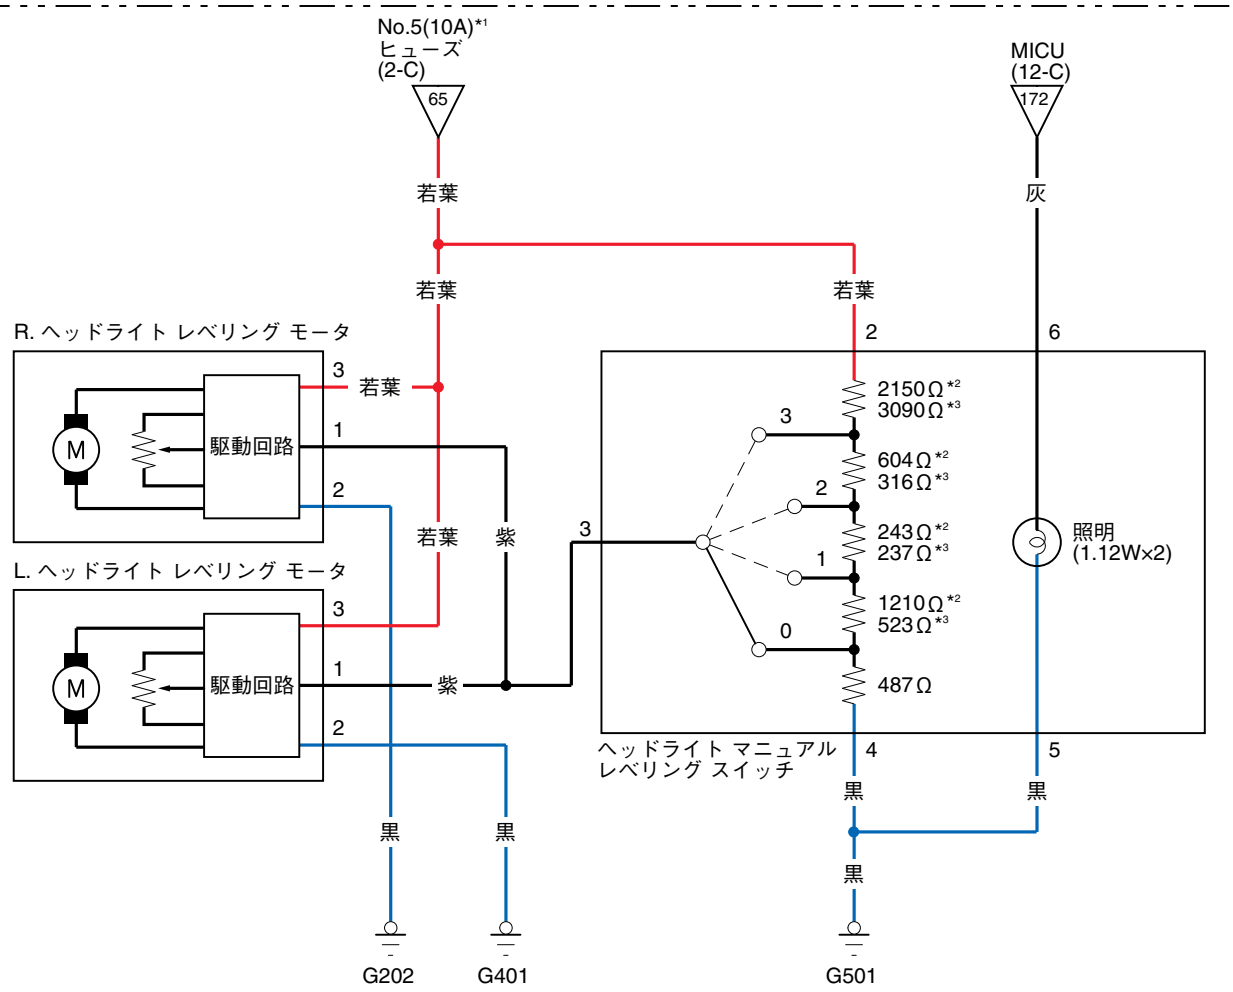 No.5(10A)*1
ヒューズ
(2-C)
65
MICU
(12-C)
172
若葉
灰
若葉
若葉
2
6
R. ヘッドライト レベリング モータ
3
若葉
1
2
M
駆動回路
若葉
紫
3
L. ヘッドライト レベリング モータ
3
1
紫
2
M
駆動回路
3
2
1
0
2150Ω*2
3090Ω*3
604Ω*2
316Ω*3
243Ω*2
237Ω*3
1210Ω*2
523Ω*3
487Ω
照明
(1.12W×2)
ヘッドライト マニュアル
レベリング スイッチ
4
5
黒
黒
黒
黒
黒
G202
G401
G501